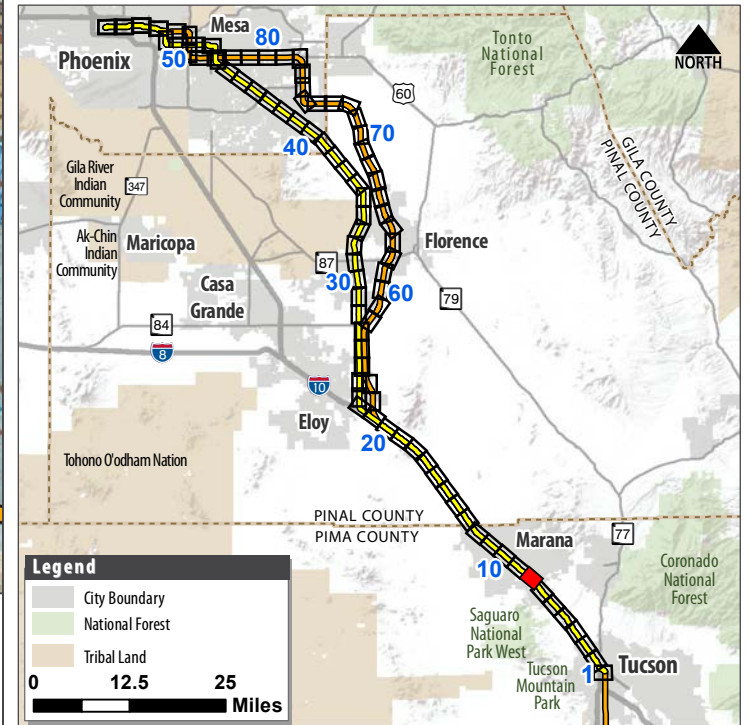 Mesa
80
Phoenix
50
Tonto
National
Forest
NORTH
60
70
40
GILA COUNTY
PINAL COUNTY
Gila River
Indian
Community
347
Ak-Chin
Indian
Community
Maricopa
Florence
87
30
Casa
Grande
60
79
84
8
10
Eloy
20
Tohono O'odham Nation
PINAL COUNTY
PIMA COUNTY
Marana
77
10
Coronado
National
Forest
Saguaro
National
Park West
Tucson
Mountain
Park
1
Tucson
Legend
City Boundary
National Forest
Tribal Land
0 12.5 25
Miles